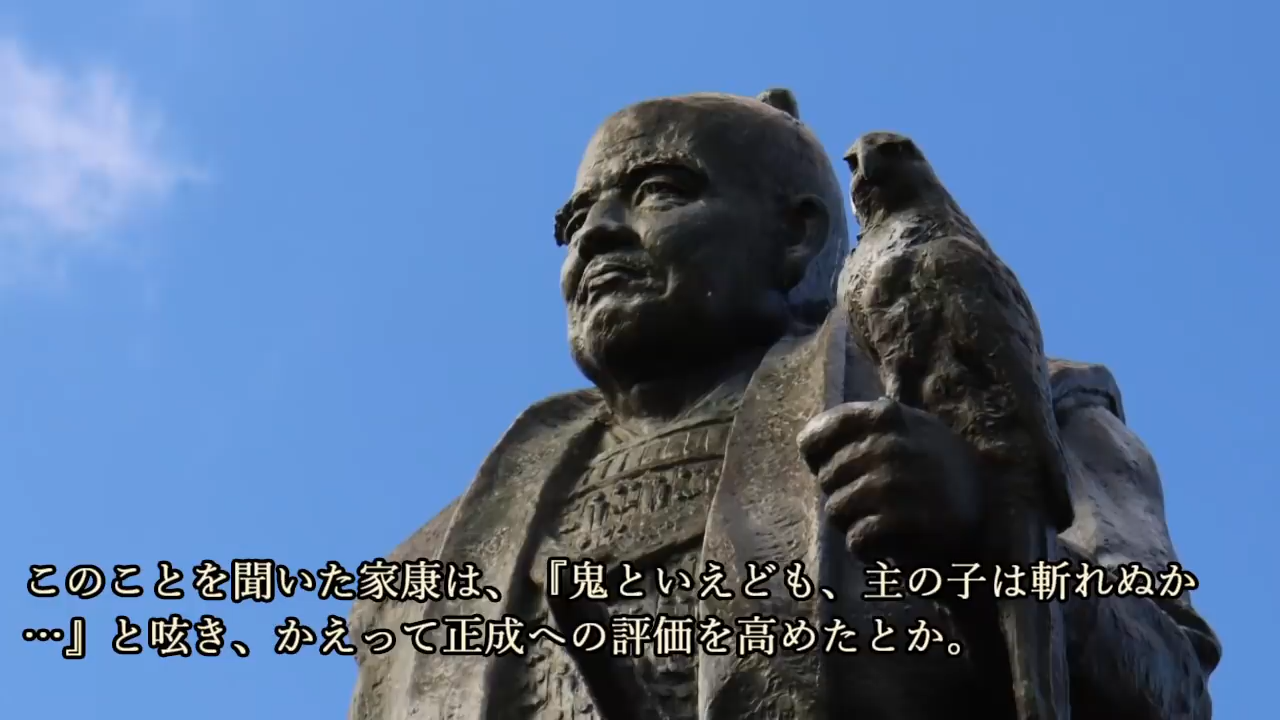 このことを聞いた家康は、『鬼といえども、主の子は斬れぬか
…』と呟き、かえって正成への評価を高めたとか。